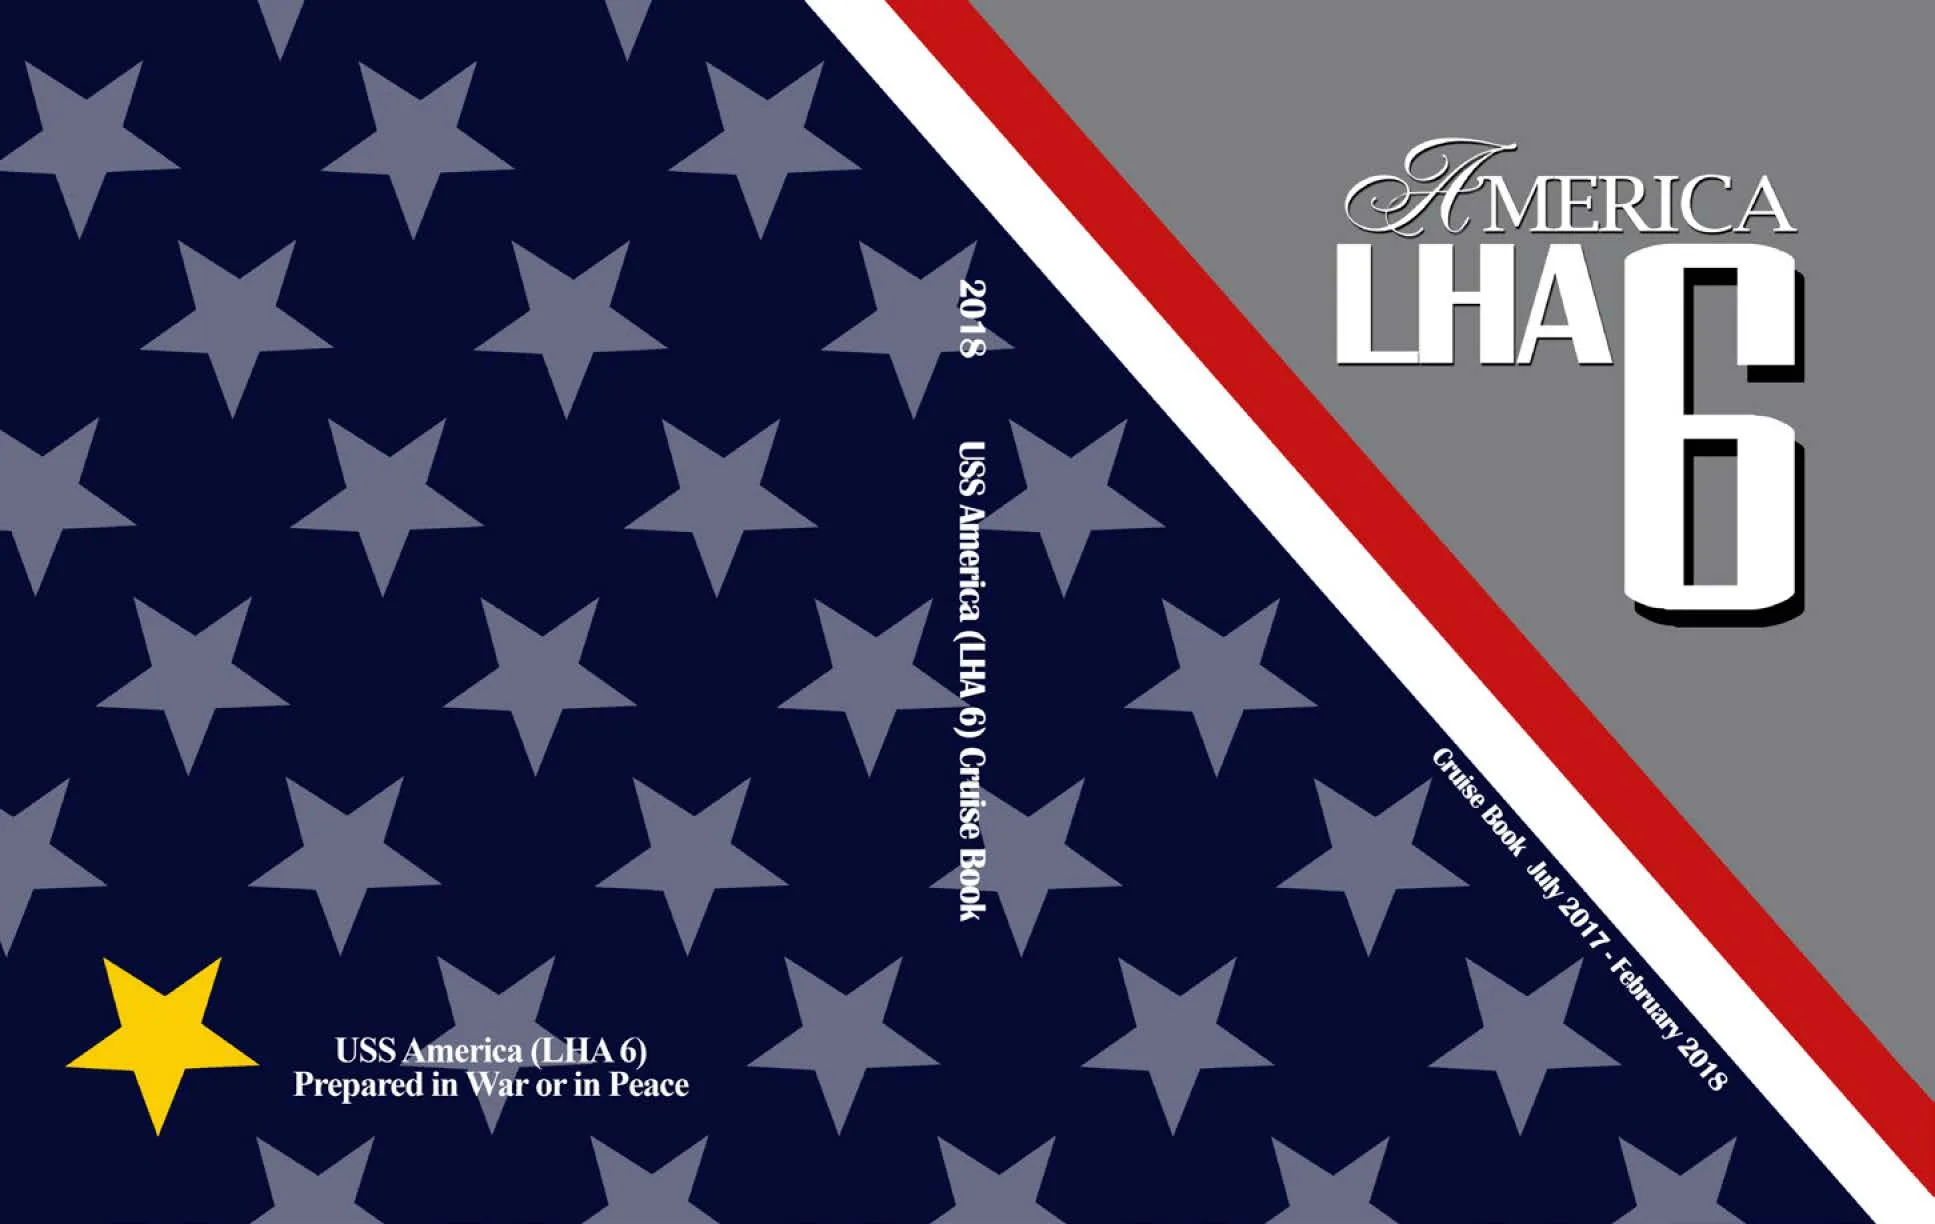 AMERICA
LHA 6
2018 USS America (LHA 6) Cruise Book
Cruise Book July 2017 - February 2018
USS America (LHA 6)
Prepared in War or in Peace